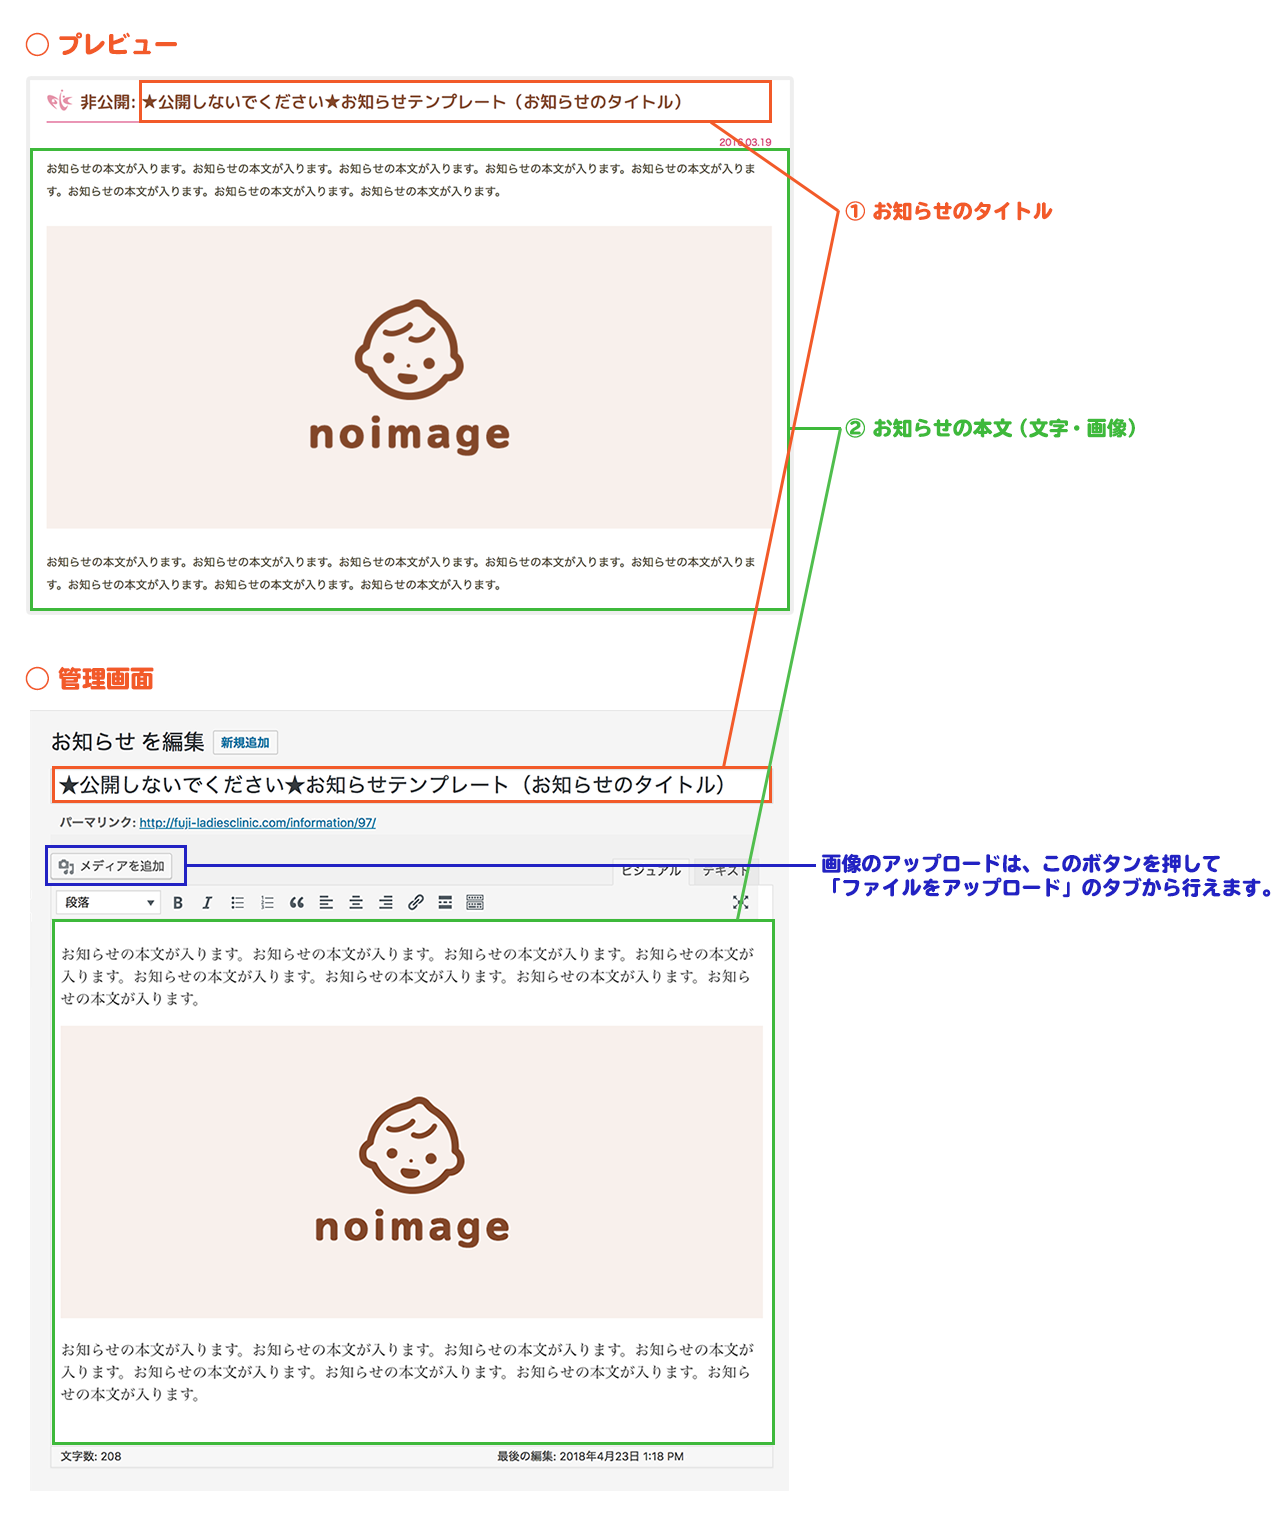 ○ プレビュー
非公開: ★公開しないでください★お知らせテンプレート（お知らせのタイトル）
2016.03.19
お知らせの本文が入ります。お知らせの本文が入ります。お知らせの本文が入ります。お知らせの本文が入ります。お知らせの本文が入りま
す。お知らせの本文が入ります。お知らせの本文が入ります。お知らせの本文が入ります。
① お知らせのタイトル
noimage
② お知らせの本文（文字・画像）
お知らせの本文が入ります。お知らせの本文が入ります。お知らせの本文が入ります。お知らせの本文が入ります。お知らせの本文が入りま
す。お知らせの本文が入ります。お知らせの本文が入ります。お知らせの本文が入ります。
○ 管理画面
お知らせ を編集 新規追加
★公開しないでください★お知らせテンプレート（お知らせのタイトル）
パーマリンク: http://fuji-ladiesclinic.com/information/97/
メディアを追加
ビジュアル テキスト
画像のアップロードは、このボタンを押して
「ファイルをアップロード」のタブから行えます。
段落
お知らせの本文が入ります。お知らせの本文が入ります。お知らせの本文が入ります。お知らせの本文が
入ります。お知らせの本文が入ります。お知らせの本文が入ります。お知らせの本文が入ります。お知ら
せの本文が入ります。
noimage
お知らせの本文が入ります。お知らせの本文が入ります。お知らせの本文が入ります。お知らせの本文が
入ります。お知らせの本文が入ります。お知らせの本文が入ります。お知らせの本文が入ります。お知ら
せの本文が入ります。
文字数: 208 最後の編集: 2018年4月23日 1:18 PM